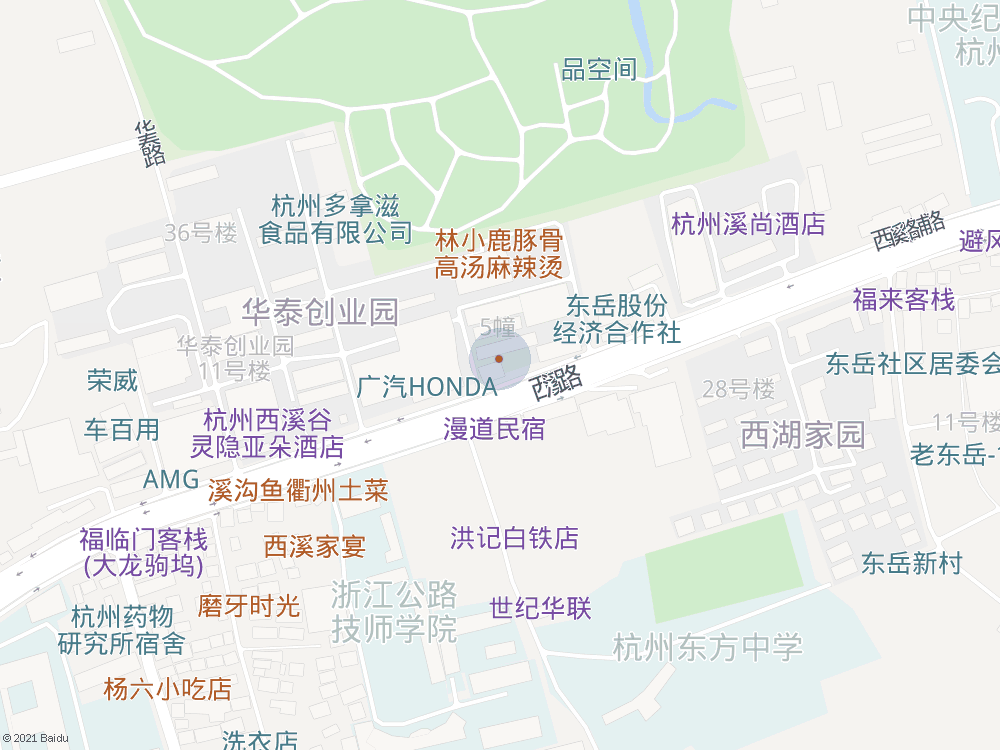 中央纪
杭州
品空间
华泰路
杭州多拿滋
食品有限公司
36号楼
林小鹿豚骨
高汤麻辣烫
杭州溪尚酒店
西溪路辅路
避风
福来客栈
华泰创业园
5幢
东岳股份
经济合作社
华泰创业园
11号楼
东岳社区居委会
荣威
广汽HONDA
西溪路
28号楼
车百用
杭州西溪谷
灵隐亚朵酒店
漫道民宿
西湖家园
11号楼
老东岳-1
AMG
溪沟鱼衢州土菜
福临门客栈
(大龙驹坞)
西溪家宴
洪记白铁店
东岳新村
浙江公路
技师学院
磨牙时光
世纪华联
杭州药物
研究所宿舍
杭州东方中学
杨六小吃店
洗衣店
© 2021 Baidu